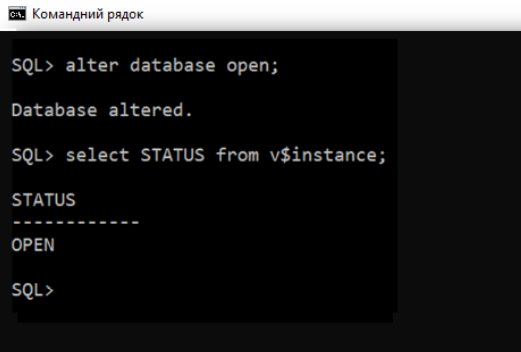 Командний рядок
SQL> alter database open;
Database altered.
SQL> select STATUS from v$instance;
STATUS
------------
OPEN
SQL>